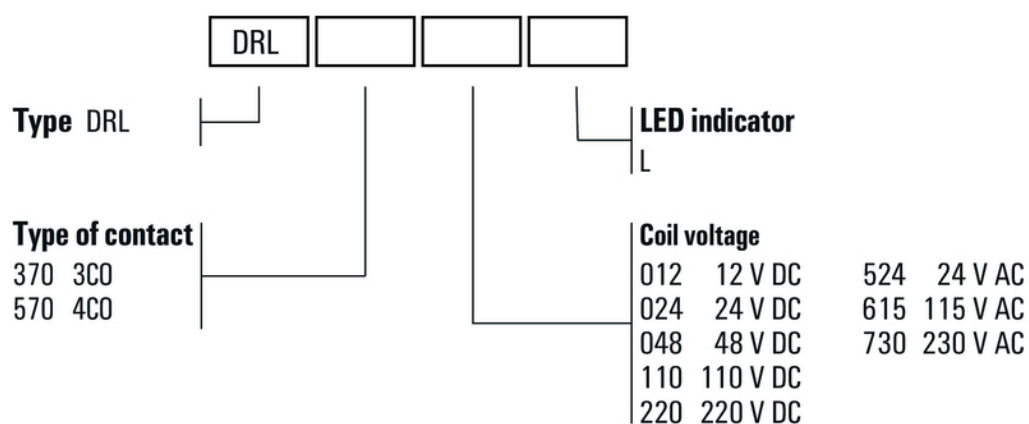 DRL
Type DRL
LED indicator
L
Type of contact
370 3CO
570 4CO
Coil voltage
012 12 V DC 524 24 V AC
024 24 V DC 615 115 V AC
048 48 V DC 730 230 V AC
110 110 V DC
220 220 V DC